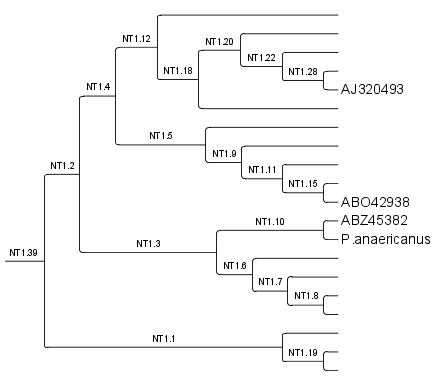 NT1.12
NT1.20
NT1.22
NT1.18
NT1.28
AJ320493
NT1.4
NT1.5
NT1.9
NT1.2
NT1.11
NT1.15
ABO42938
ABZ45382
NT1.10
P.anaericanus
NT1.3
NT1.39
NT1.6
NT1.7
NT1.8
NT1.1
NT1.19